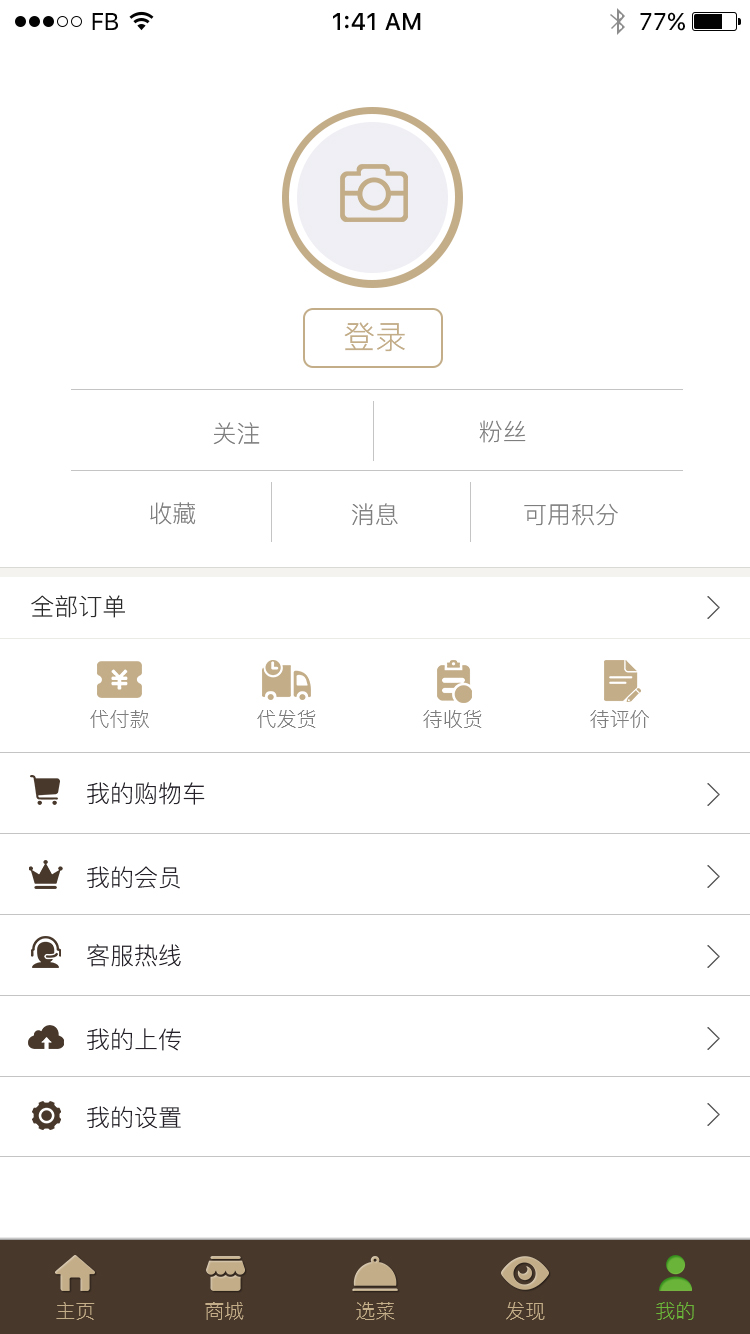 FB 1:41 AM 77%
登录
关注 粉丝
收藏 消息 可用积分
全部订单
¥
代付款 代发货 待收货 待评价
我的购物车
我的会员
客服热线
我的上传
我的设置
主页 商城 选菜 发现 我的